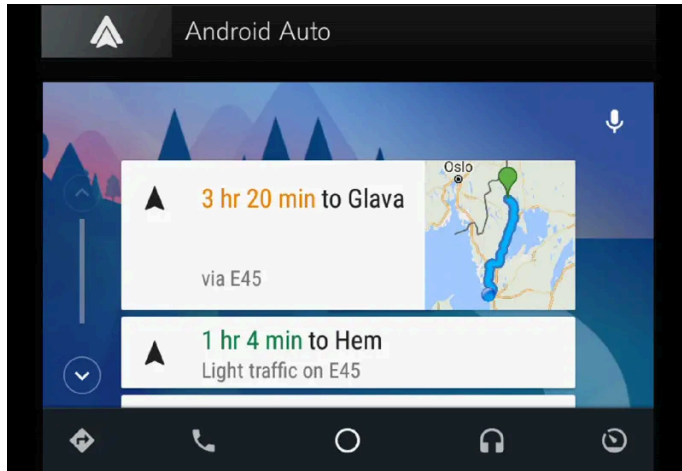 Android Auto
3 hr 20 min to Glava
via E45
Oslo
1 hr 4 min to Hem
Light traffic on E45